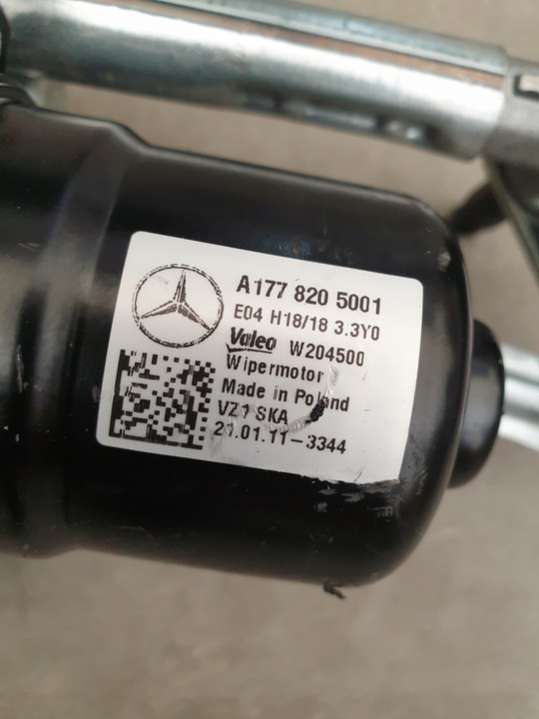 A177 820 5001
E04 H18/18 3.3Y0
Valeo W204500
Wipermotor
Made in Poland
VZ1 SKA
21.01.11-3344